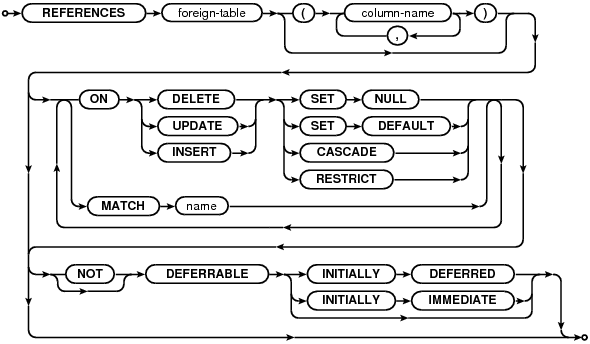 REFERENCES foreign-table ( column-name )
,
ON DELETE SET NULL
UPDATE SET DEFAULT
INSERT CASCADE
RESTRICT
MATCH name
NOT DEFERRABLE INITIALLY DEFERRED
INITIALLY IMMEDIATE